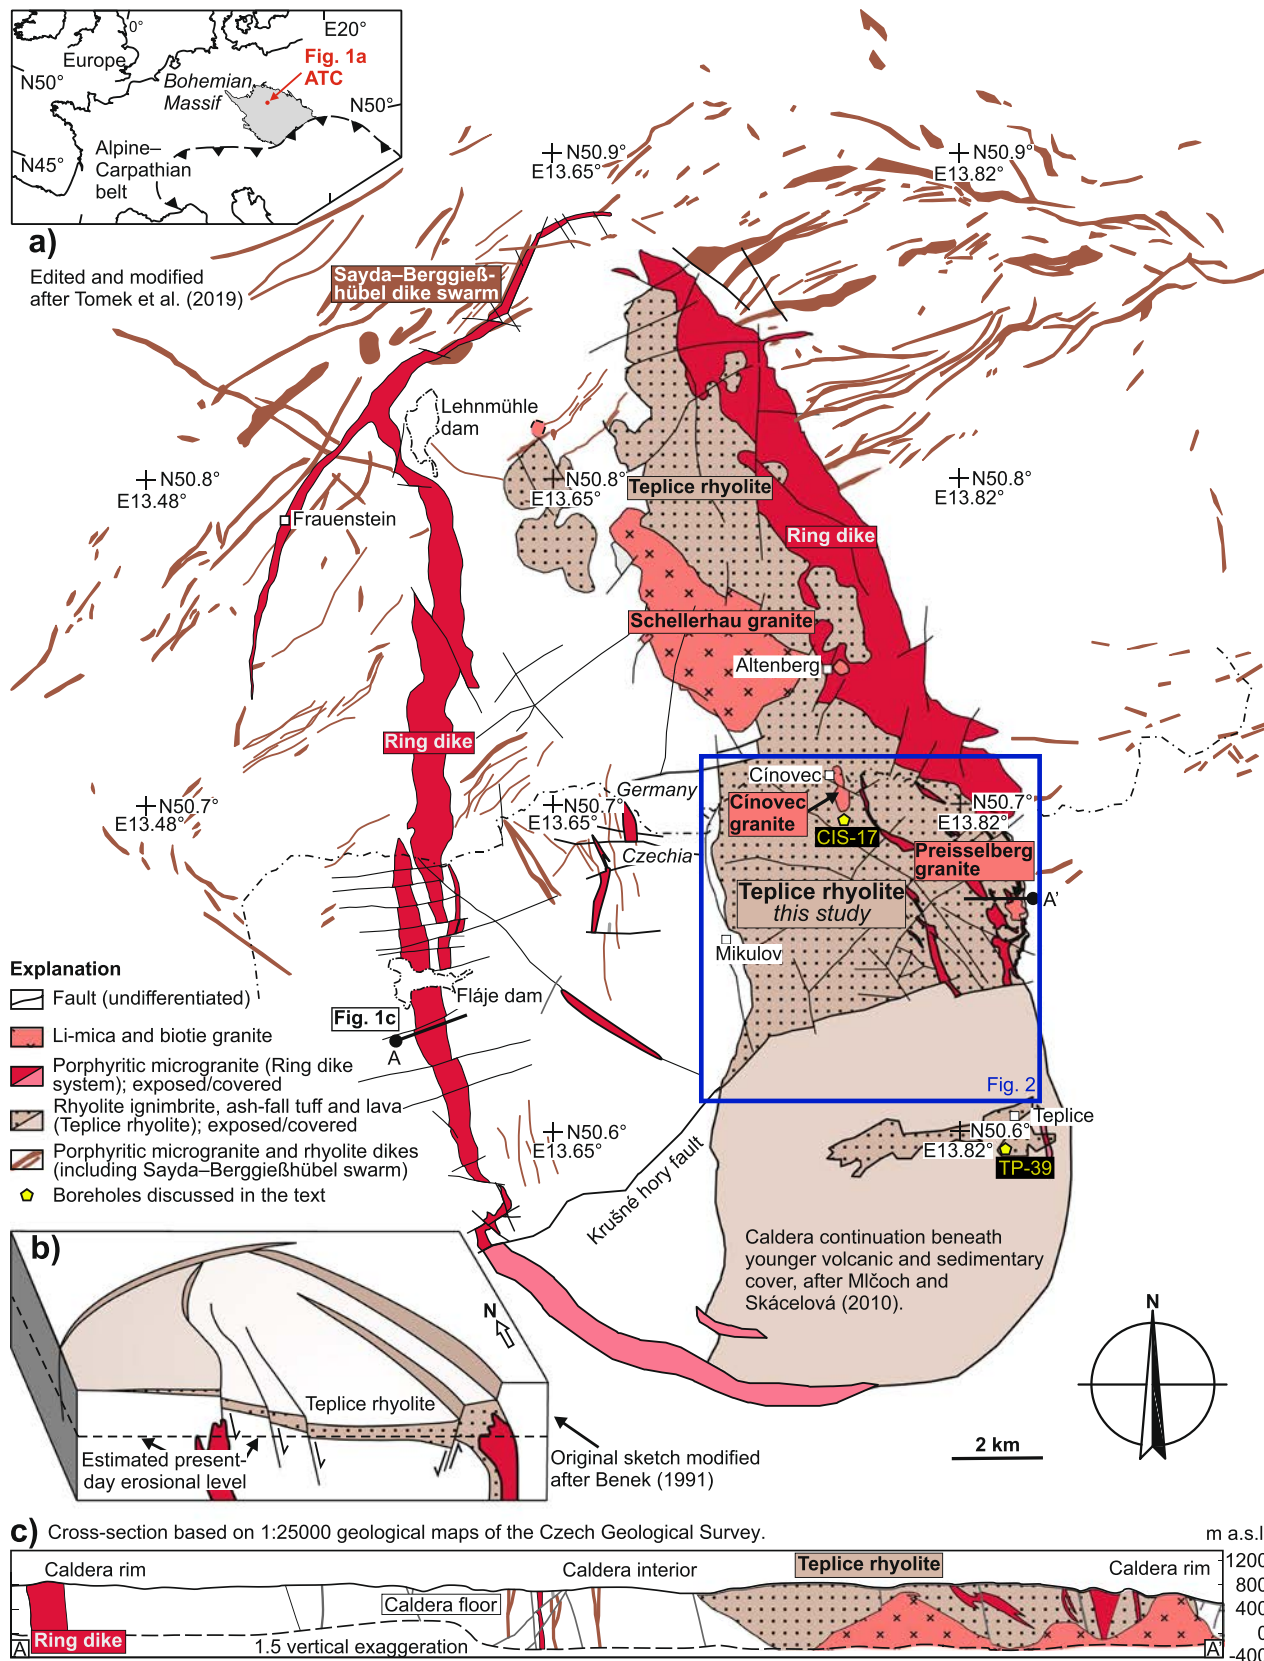 0°
E20°
Europe
Fig. 1a
ATC
N50°
Bohemian
Massif
N50°
Alpine–
Carpathian
belt
N45°
a)
Edited and modified
after Tomek et al. (2019)
Sayda–Berggieß-
hübel dike swarm
N50.9°
E13.65°
N50.9°
E13.82°
Lehnmühle
dam
N50.8°
E13.48°
N50.8°
E13.65°
Teplice rhyolite
N50.8°
E13.82°
Frauenstein
Ring dike
Schellerhau granite
Altenberg
Ring dike
Germany
Czechia
Cínovec
Cínovec
granite
CIS-17
N50.7°
E13.48°
N50.7°
E13.65°
N50.7°
E13.82°
Preisselberg
granite
A'
Teplice rhyolite
this study
Mikulov
Fláje dam
Fig. 1c
A
Fig. 2
Explanation
Fault (undifferentiated)
Li-mica and biotie granite
Porphyritic microgranite (Ring dike
system); exposed/covered
Rhyolite ignimbrite, ash-fall tuff and lava
(Teplice rhyolite); exposed/covered
Porphyritic microgranite and rhyolite dikes
(including Sayda–Berggießhübel swarm)
Boreholes discussed in the text
N50.6°
E13.65°
Teplice
N50.6°
E13.82°
TP-39
Krušné hory fault
Caldera continuation beneath
younger volcanic and sedimentary
cover, after Mlčoch and
Skácelová (2010).
b)
N
Teplice rhyolite
Estimated present-
day erosional level
Original sketch modified
after Benek (1991)
N
2 km
c) Cross-section based on 1:25000 geological maps of the Czech Geological Survey.
m a.s.l
Caldera rim
Caldera interior
Teplice rhyolite
Caldera rim
1200
800
400
0
-400
Caldera floor
Ring dike
1.5 vertical exaggeration
A
A'